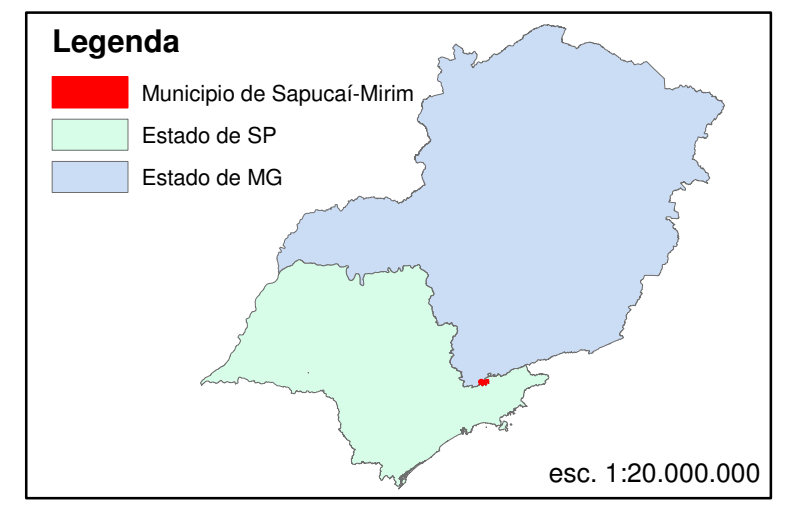 Legenda
Municipio de Sapucaí-Mirim
Estado de SP
Estado de MG
esc. 1:20.000.000